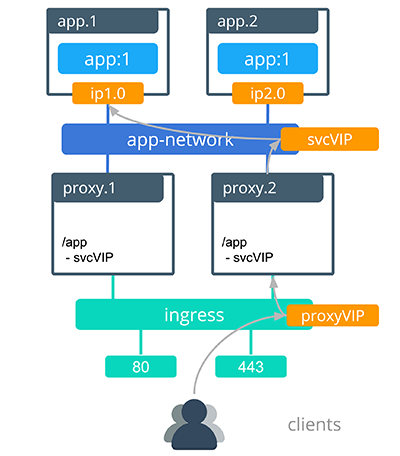 app.1
app.2
app:1
app:1
ip1.0
ip2.0
app-network
svcVIP
proxy.1
proxy.2
/app
- svcVIP
/app
- svcVIP
ingress
proxyVIP
80
443
clients